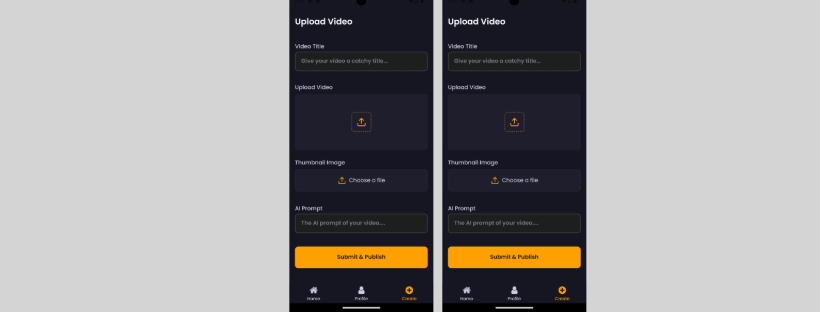 Upload Video
Video Title
Give your video a catchy title...
Upload Video
Thumbnail Image
Choose a file
AI Prompt
The AI prompt of your video....
Submit & Publish
Home Profile Create
Upload Video
Video Title
Give your video a catchy title...
Upload Video
Thumbnail Image
Choose a file
AI Prompt
The AI prompt of your video....
Submit & Publish
Home Profile Create